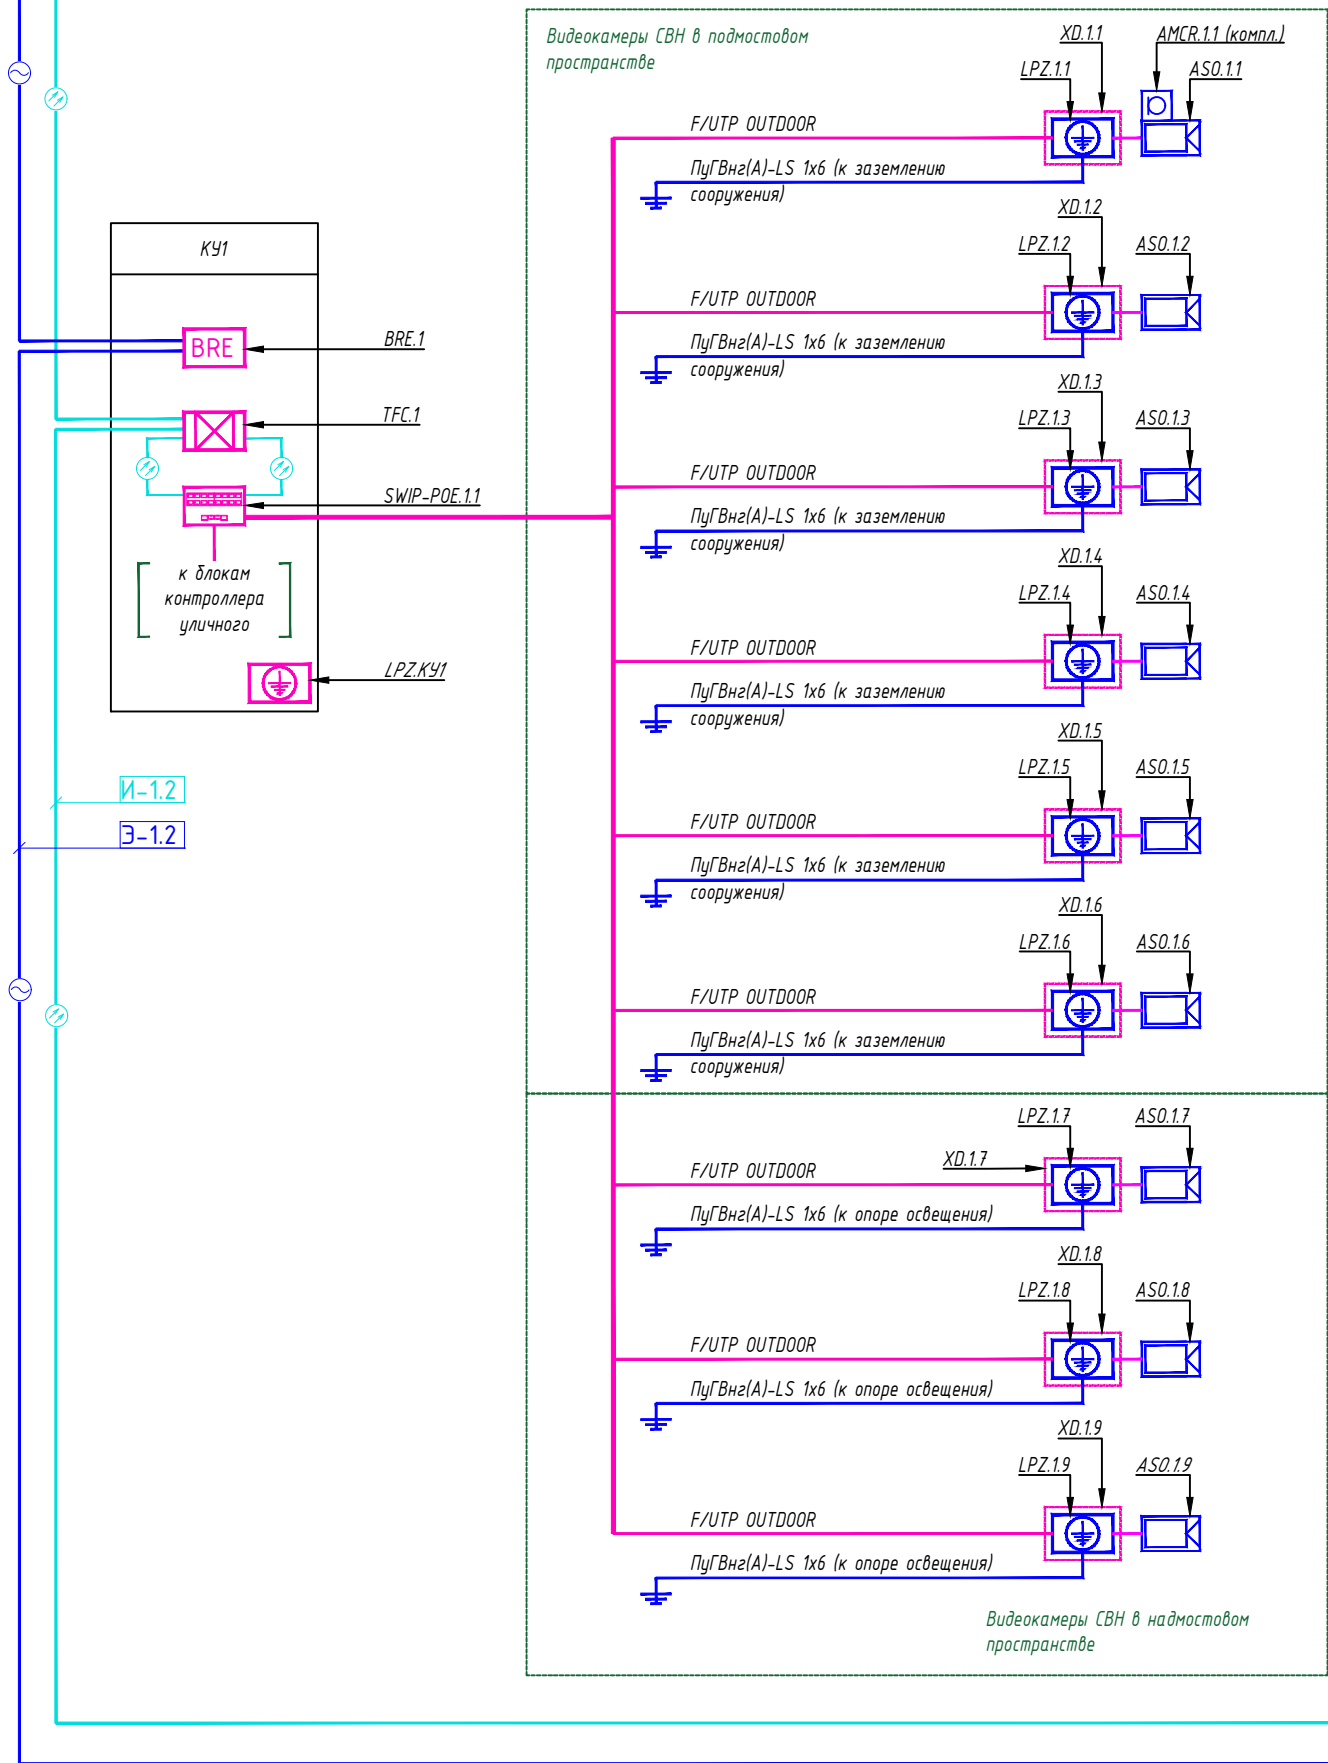 Видеокамеры СВН в подмостовом
пространстве
XD.1.1
AMCR.1.1 (компл.)
LPZ.1.1
ASO.1.1
F/UTP OUTDOOR
ПуГВнг(А)-LS 1х6 (к заземлению
сооружения)
КУ1
BRE
BRE.1
TFC.1
SWIP-POE.1.1
к блокам
контроллера
уличного
LPZ.КУ1
И-1.2
Э-1.2
XD.1.2
LPZ.1.2
ASO.1.2
F/UTP OUTDOOR
ПуГВнг(А)-LS 1х6 (к заземлению
сооружения)
XD.1.3
LPZ.1.3
ASO.1.3
F/UTP OUTDOOR
ПуГВнг(А)-LS 1х6 (к заземлению
сооружения)
XD.1.4
LPZ.1.4
ASO.1.4
F/UTP OUTDOOR
ПуГВнг(А)-LS 1х6 (к заземлению
сооружения)
XD.1.5
LPZ.1.5
ASO.1.5
F/UTP OUTDOOR
ПуГВнг(А)-LS 1х6 (к заземлению
сооружения)
XD.1.6
LPZ.1.6
ASO.1.6
F/UTP OUTDOOR
ПуГВнг(А)-LS 1х6 (к заземлению
сооружения)
LPZ.1.7
ASO.1.7
XD.1.7
F/UTP OUTDOOR
ПуГВнг(А)-LS 1х6 (к опоре освещения)
XD.1.8
LPZ.1.8
ASO.1.8
F/UTP OUTDOOR
ПуГВнг(А)-LS 1х6 (к опоре освещения)
XD.1.9
LPZ.1.9
ASO.1.9
F/UTP OUTDOOR
ПуГВнг(А)-LS 1х6 (к опоре освещения)
Видеокамеры СВН в надмостовом
пространстве